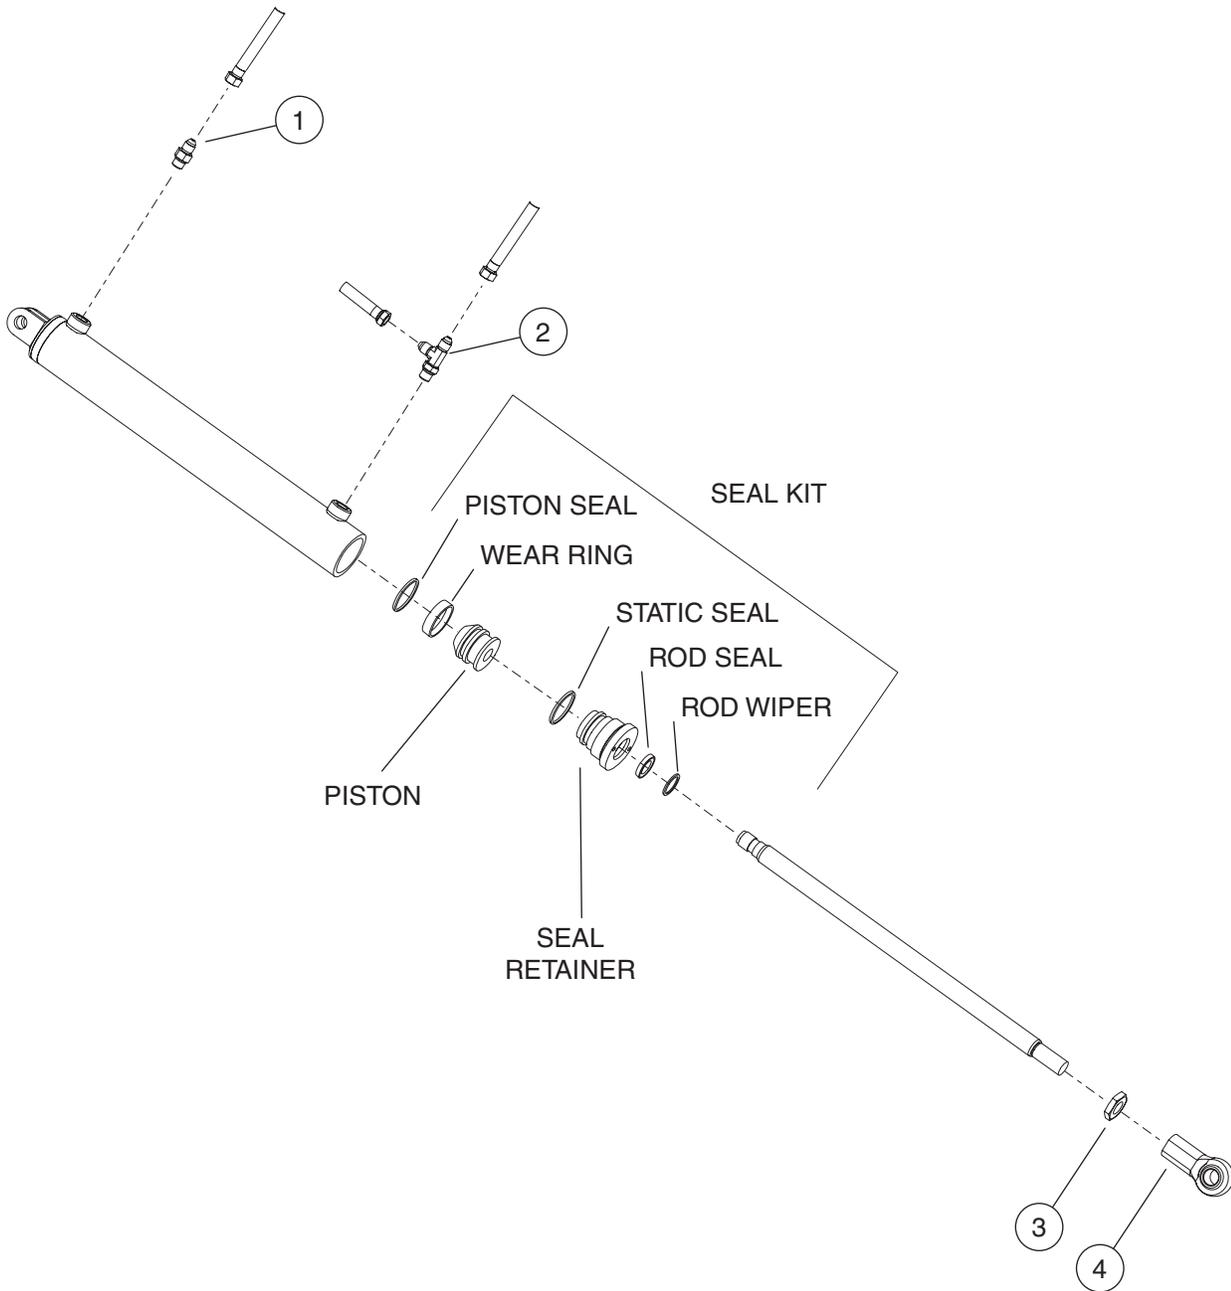 1
2
SEAL KIT
PISTON SEAL
WEAR RING
STATIC SEAL
ROD SEAL
ROD WIPER
PISTON
SEAL
RETAINER
3
4